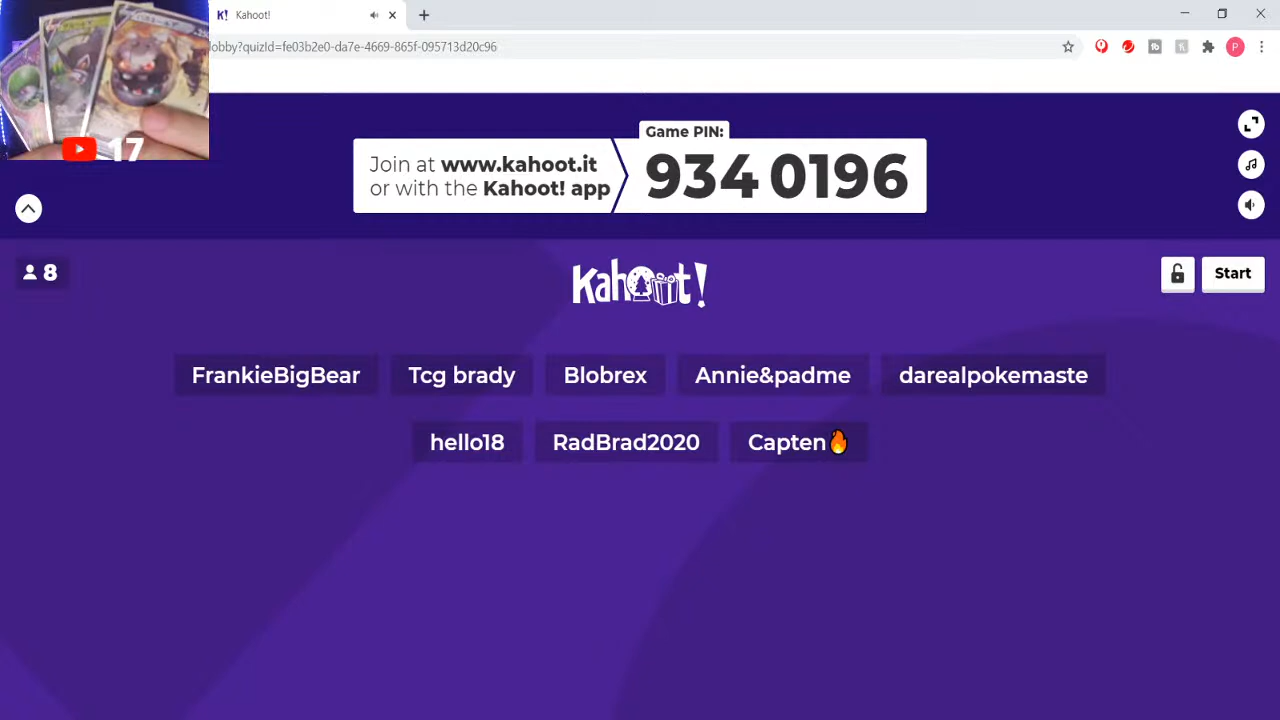 Kahoot!
lobby?quizId=fe03b2e0-da7e-4669-865f-095713d20c96
P
17
Game PIN:
Join at www.kahoot.it
or with the Kahoot! app
934 0196
8
Kahoot!
Start
FrankieBigBear Tcg brady Blobrex Annie&padme darealpokemaste
hello18 RadBrad2020 Capten🔥